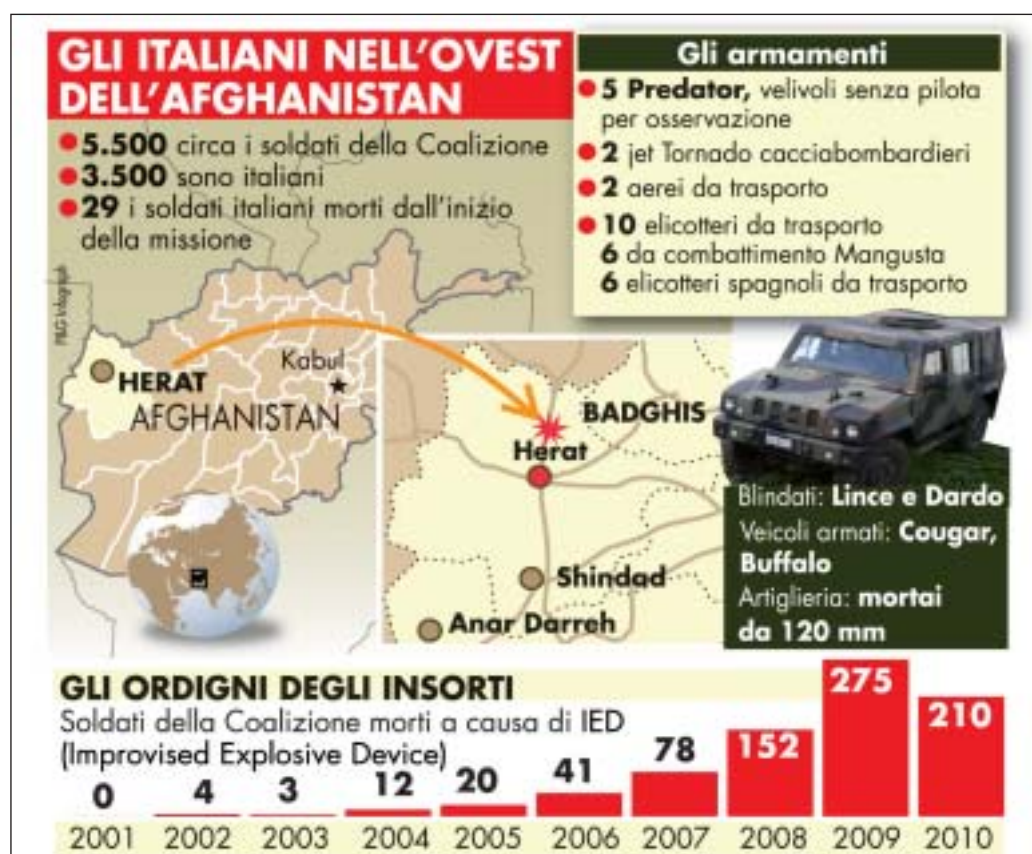 GLI ITALIANI NELL'OVEST
DELL'AFGHANISTAN
5.500 circa i soldati della Coalizione
3.500 sono italiani
29 i soldati italiani morti dall'inizio
della missione
Gli armamenti
5 Predator, velivoli senza pilota
per osservazione
2 jet Tornado cacciabombardieri
2 aerei da trasporto
10 elicotteri da trasporto
6 da combattimento Mangusta
6 elicotteri spagnoli da trasporto
P&G Infograph
HERAT
Kabul
AFGHANISTAN
BADGHIS
Herat
Shindad
Anar Darreh
Blindati: Lince e Dardo
Veicoli armati: Cougar,
Buffalo
Artiglieria: mortai
da 120 mm
GLI ORDIGNI DEGLI INSORTI
Soldati della Coalizione morti a causa di IED
(Improvised Explosive Device)
0 4 3 12 20 41 78 152 275 210
2001 2002 2003 2004 2005 2006 2007 2008 2009 2010